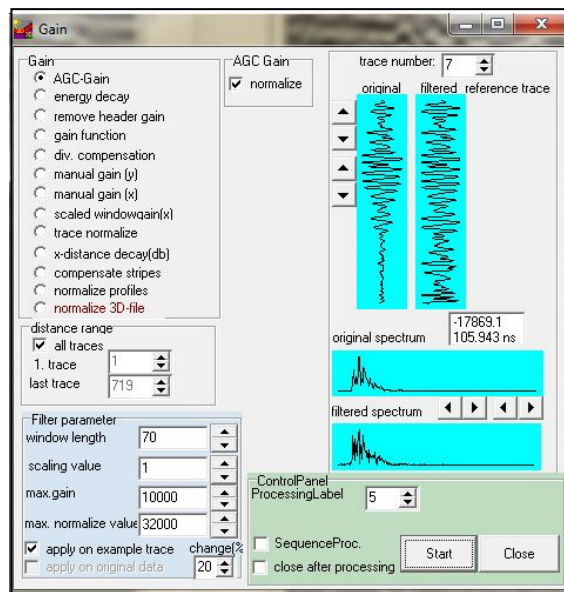 Gain
Gain
AGC-Gain
energy decay
remove header gain
gain function
div. compensation
manual gain (y)
manual gain (x)
scaled windowgain(x)
trace normalize
x-distance decay(db)
compensate stripes
normalize profiles
normalize 3D-file
AGC Gain
normalize
trace number: 7
original filtered reference trace
-17869.1
105.943 ns
original spectrum
filtered spectrum
distance range
all traces
1. trace 1
last trace 719
Filter parameter
window length 70
scaling value 1
max.gain 10000
max. normalize value 32000
apply on example trace change(%
apply on original data 20
ControlPanel
ProcessingLabel 5
SequenceProc.
close after processing
Start
Close